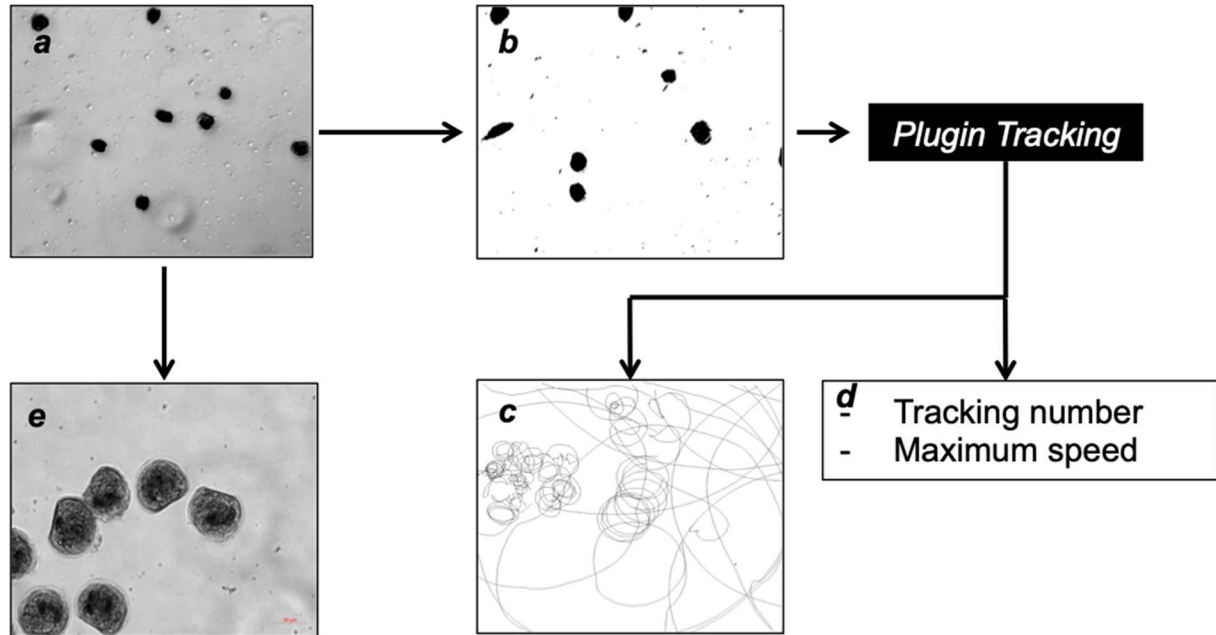 a
b
Plugin Tracking
e
c
d
- Tracking number
- Maximum speed